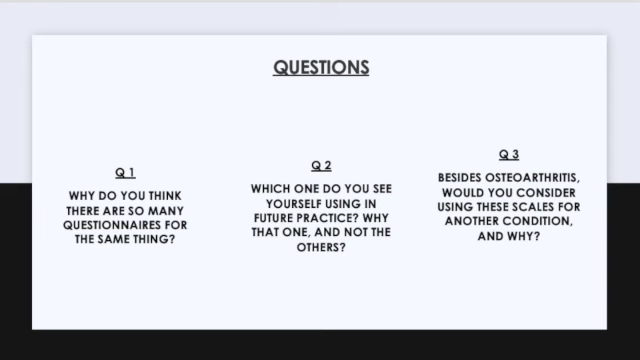 QUESTIONS
Q 1
WHY DO YOU THINK
THERE ARE SO MANY
QUESTIONNAIRES FOR
THE SAME THING?
Q 2
WHICH ONE DO YOU SEE
YOURSELF USING IN
FUTURE PRACTICE? WHY
THAT ONE, AND NOT THE
OTHERS?
Q 3
BESIDES OSTEOARTHRITIS,
WOULD YOU CONSIDER
USING THESE SCALES FOR
ANOTHER CONDITION,
AND WHY?